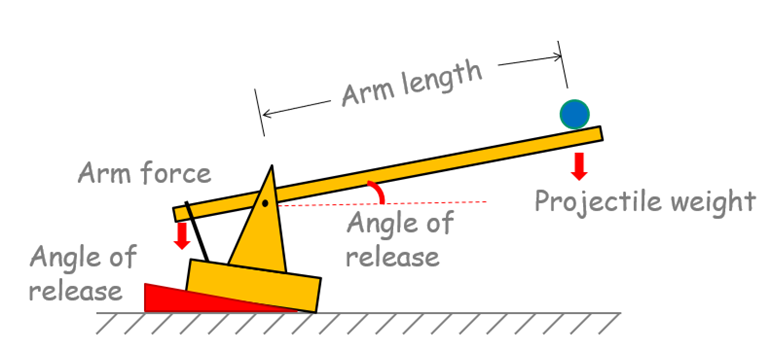 Arm length
Arm force
Projectile weight
Angle of
release
Angle of
release